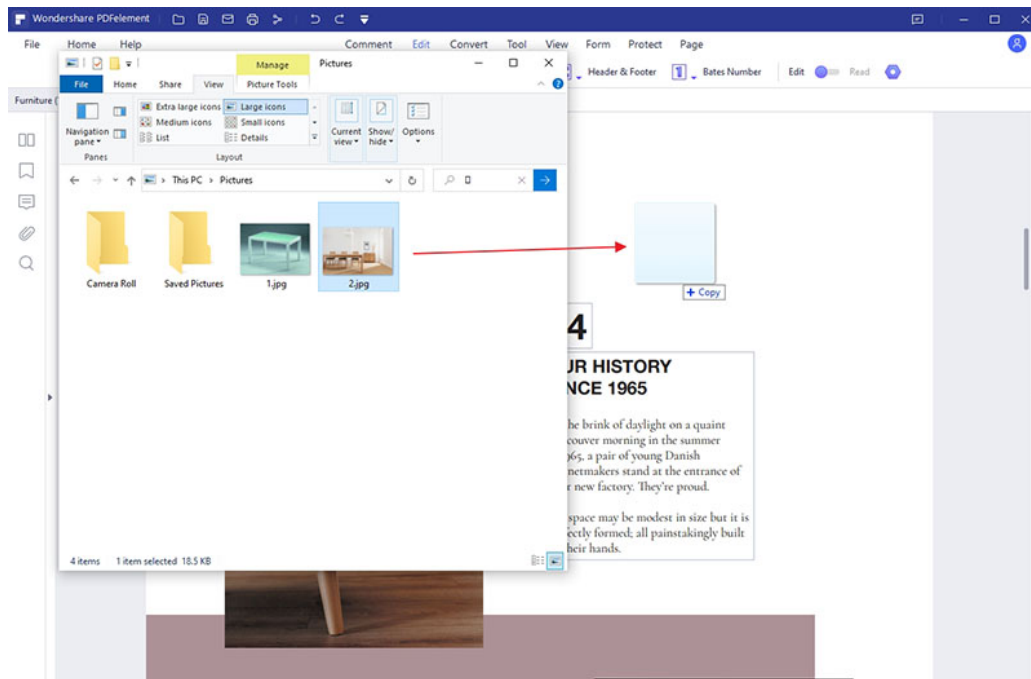 Wondershare PDFelement
File Home Help Comment Edit Convert Tool View Form Protect Page
Header & Footer Bates Number Edit Read
Furniture (
Manage Pictures
File Home Share View Picture Tools
Navigation pane
Extra large icons Large icons
Medium icons Small icons
List Details
Current view
Show/ hide
Options
Panes Layout
This PC > Pictures
Camera Roll Saved Pictures 1.jpg 2.jpg
+ Copy
4
UR HISTORY
NCE 1965
he brink of daylight on a quaint
couver morning in the summer
965, a pair of young Danish
netmakers stand at the entrance of
r new factory. They're proud.
space may be modest in size but it is
ectly formed; all painstakingly built
heir hands.
4 items 1 item selected 18.5 KB